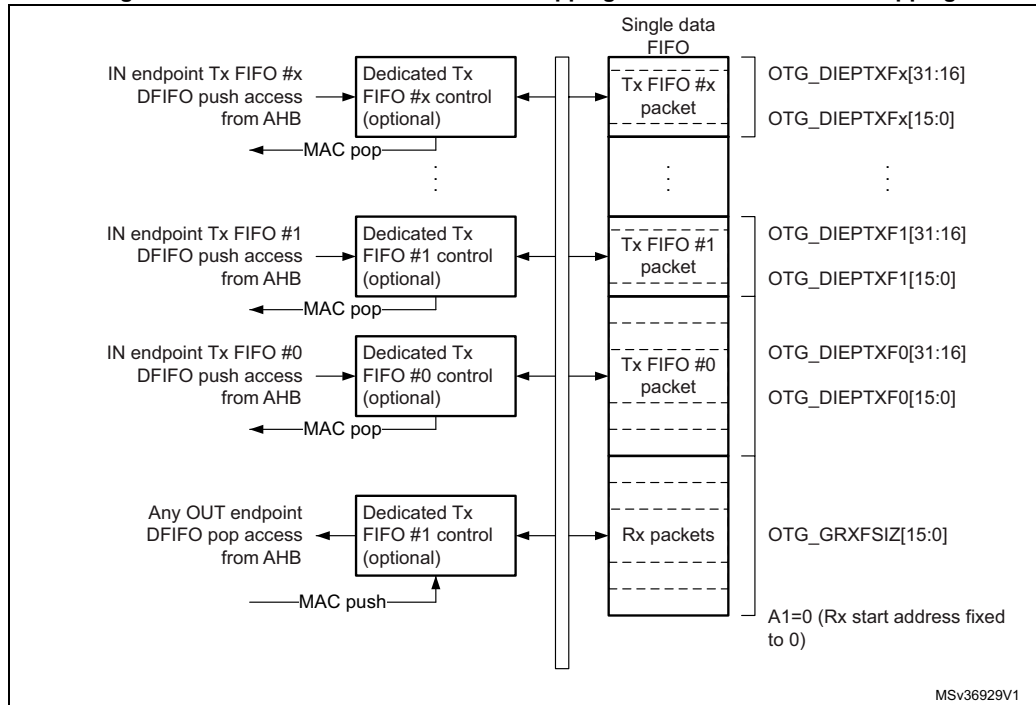 Single data
FIFO
IN endpoint Tx FIFO #x
DFIFO push access
from AHB
Dedicated Tx
FIFO #x control
(optional)
MAC pop
Tx FIFO #x
packet
OTG_DIEPTXFx[31:16]
OTG_DIEPTXFx[15:0]
IN endpoint Tx FIFO #1
DFIFO push access
from AHB
Dedicated Tx
FIFO #1 control
(optional)
MAC pop
Tx FIFO #1
packet
OTG_DIEPTXF1[31:16]
OTG_DIEPTXF1[15:0]
IN endpoint Tx FIFO #0
DFIFO push access
from AHB
Dedicated Tx
FIFO #0 control
(optional)
MAC pop
Tx FIFO #0
packet
OTG_DIEPTXF0[31:16]
OTG_DIEPTXF0[15:0]
Any OUT endpoint
DFIFO pop access
from AHB
Dedicated Tx
FIFO #1 control
(optional)
MAC push
Rx packets
OTG_GRXFSIZ[15:0]
A1=0 (Rx start address fixed
to 0)
MSv36929V1